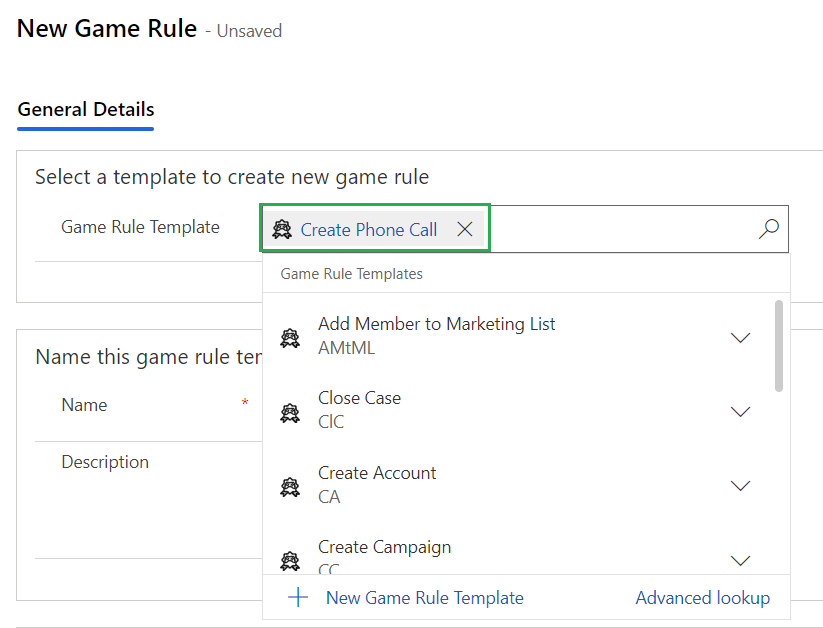 New Game Rule - Unsaved
General Details
Select a template to create new game rule
Game Rule Template
Create Phone Call
Game Rule Templates
Add Member to Marketing List
AMtML
Close Case
ClC
Create Account
CA
Create Campaign
CC
New Game Rule Template
Advanced lookup
Name this game rule
Name *
Description